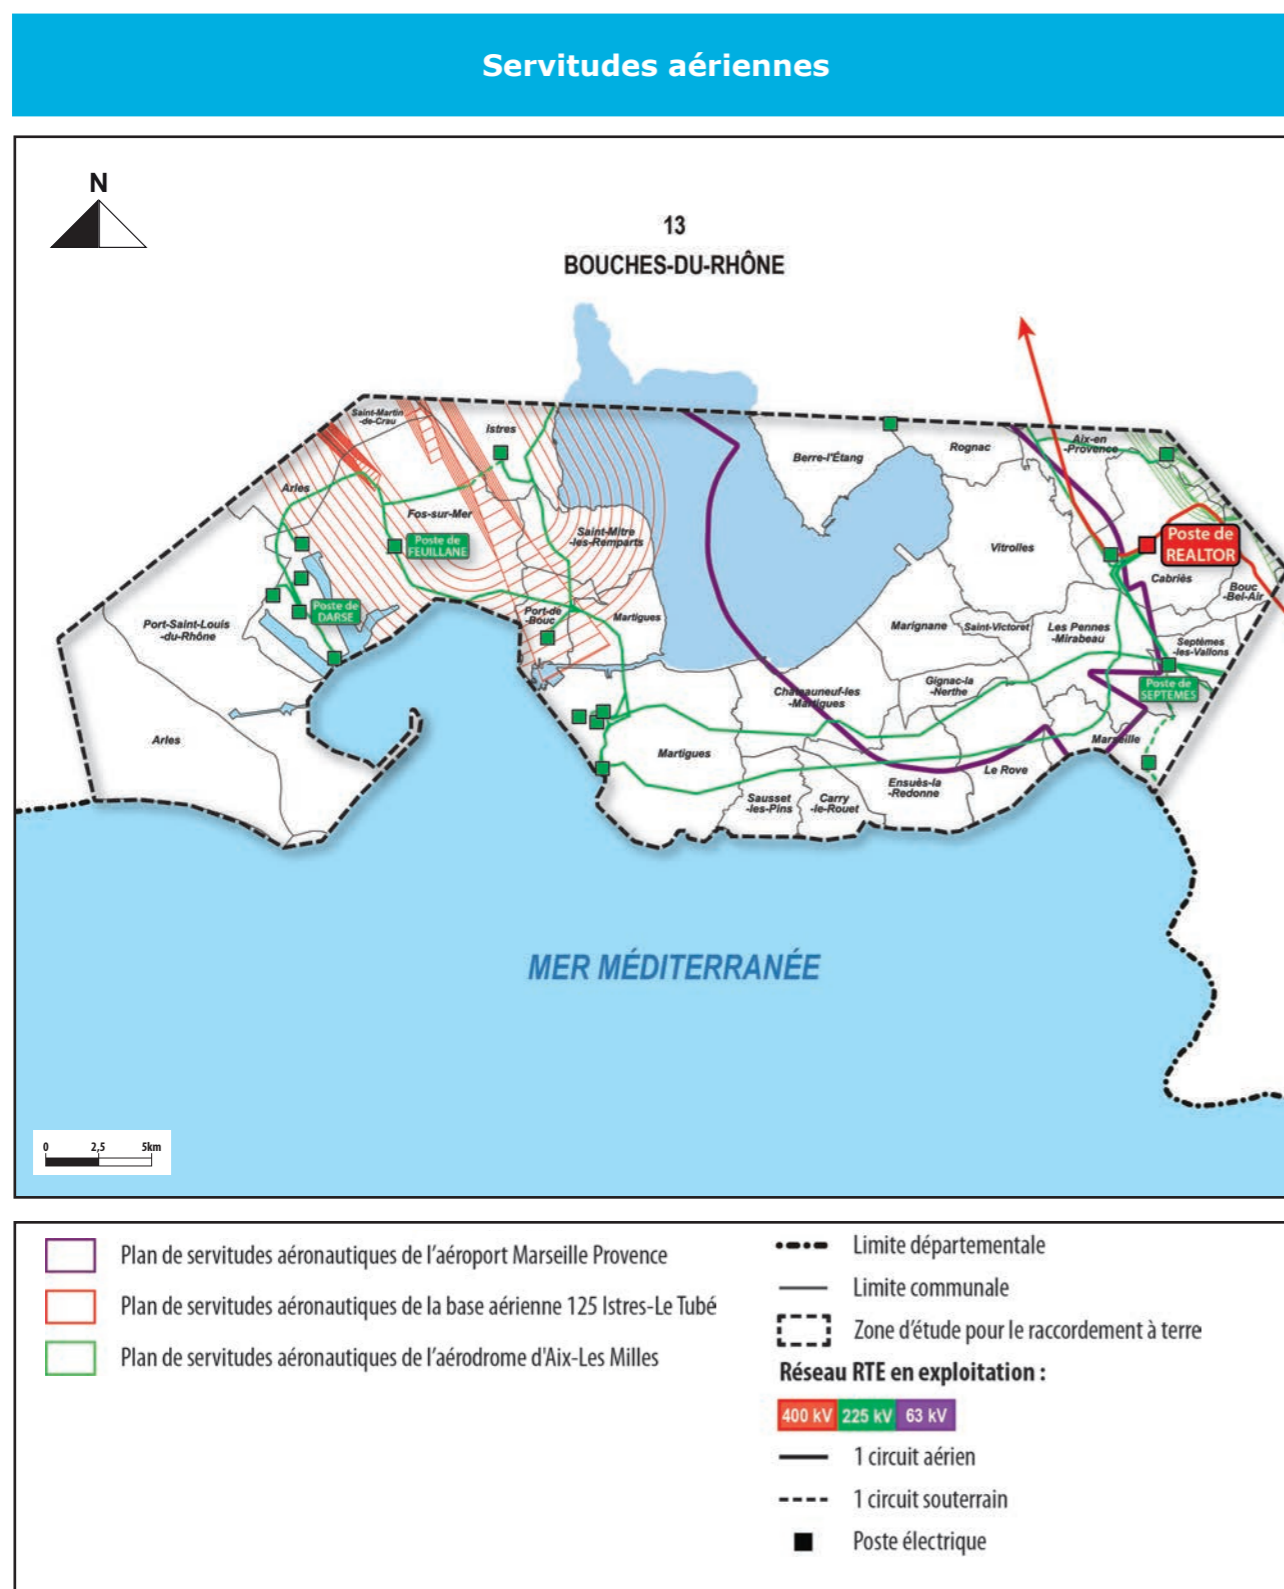 Servitudes aériennes
N
13
BOUCHES-DU-RHÔNE
Saint-Martin
-de-Crau
Istres
Berre-l'Étang
Rognac
Aix-en
-Provence
Arles
Fos-sur-Mer
Poste de
FEUILLANE
Saint-Mitre
-les-Remparts
Vitrolles
Poste de
REALTOR
Cabriès
Bouc
-Bel-Air
Poste de
DARSE
Port-Saint-Louis
-du-Rhône
Port-de
-Bouc
Martigues
Marignane
Saint-Victoret
Les Pennes
-Mirabeau
Septèmes
-les-Vallons
Poste de
SEPTEMES
Gignac-la
-Nerthe
Châteauneuf-les
-Martigues
Arles
Martigues
Marseille
Le Rove
Ensuès-la
-Redonne
Sausset
-les-Pins
Carry
-le-Rouet
MER MÉDITERRANÉE
0 2,5 5km
Plan de servitudes aéronautiques de l'aéroport Marseille Provence
Plan de servitudes aéronautiques de la base aérienne 125 Istres-Le Tubé
Plan de servitudes aéronautiques de l'aérodrome d'Aix-Les Milles
Limite départementale
Limite communale
Zone d'étude pour le raccordement à terre
Réseau RTE en exploitation :
400 kV 225 kV 63 kV
1 circuit aérien
1 circuit souterrain
Poste électrique